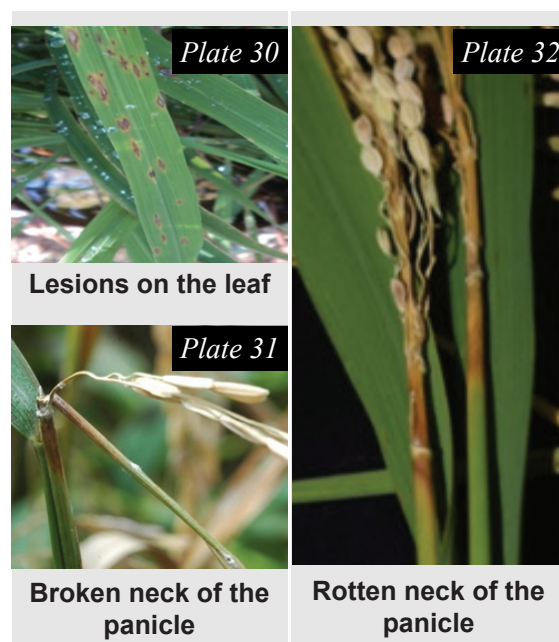 Plate 30
Lesions on the leaf
Plate 31
Broken neck of the
panicle
Plate 32
Rotten neck of the
panicle